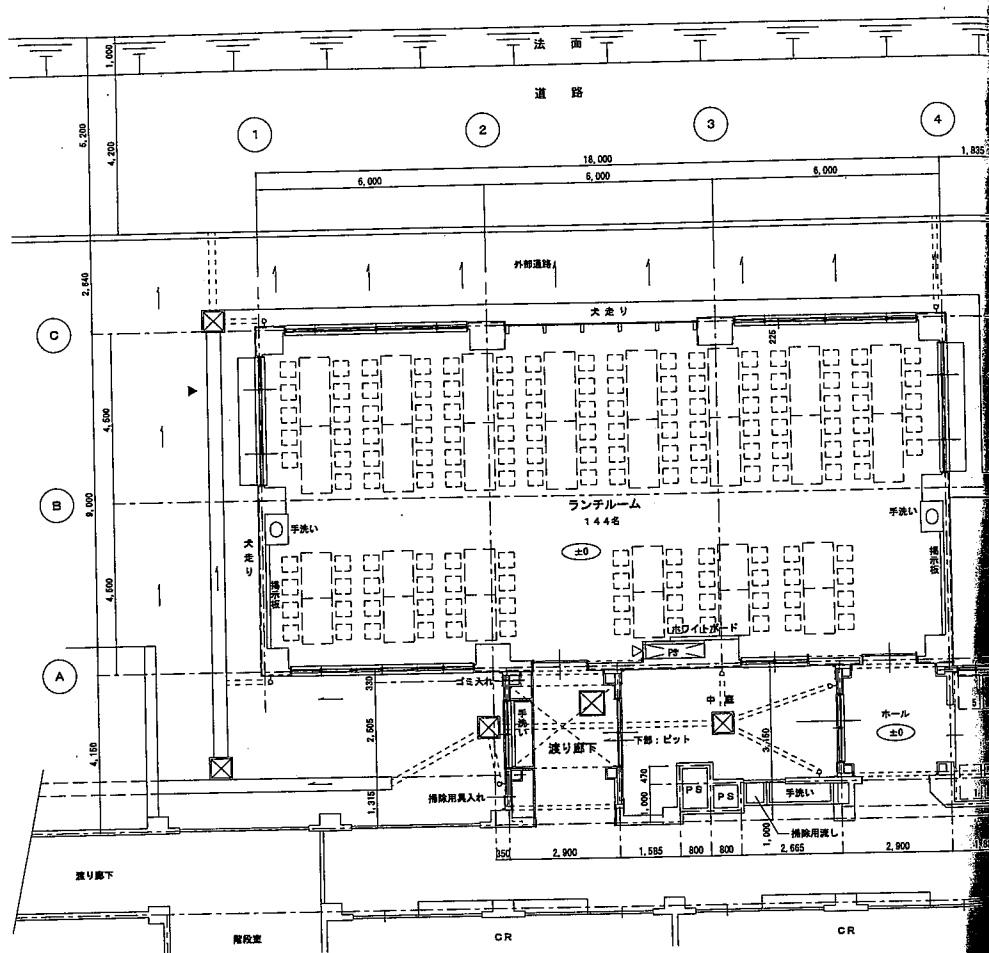 法 面
道 路
1,000
5,200
4,200
1
2
3
4
18,000
1,835
6,000
6,000
6,000
2,640
外部通路
犬 走 り
C
225
4,500
B
9,000
ランチルーム
144名
手洗い
手洗い
±0
犬走り
掲示板
掲示板
4,500
ホワイトボード
PS
A
330
ゴミ入れ
中 庭
ホール
±0
手洗い
2,505
渡り廊下
下部：ピット
3,150
4,150
470
PS
PS
手洗い
掃除用具入れ
1,315
1,000
掃除用流し
1,000
350
2,900
1,585
800
800
2,665
2,900
渡り廊下
階段室
CR
CR